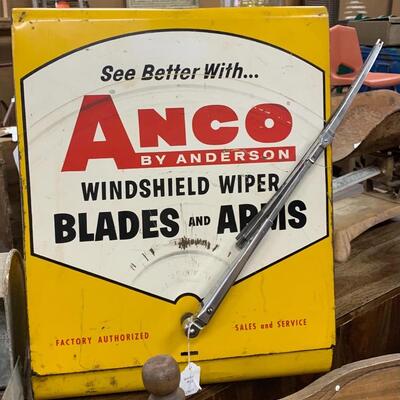 See Better With...
ANCO
BY ANDERSON
WINDSHIELD WIPER
BLADES AND ARMS
FACTORY AUTHORIZED
SALES and SERVICE